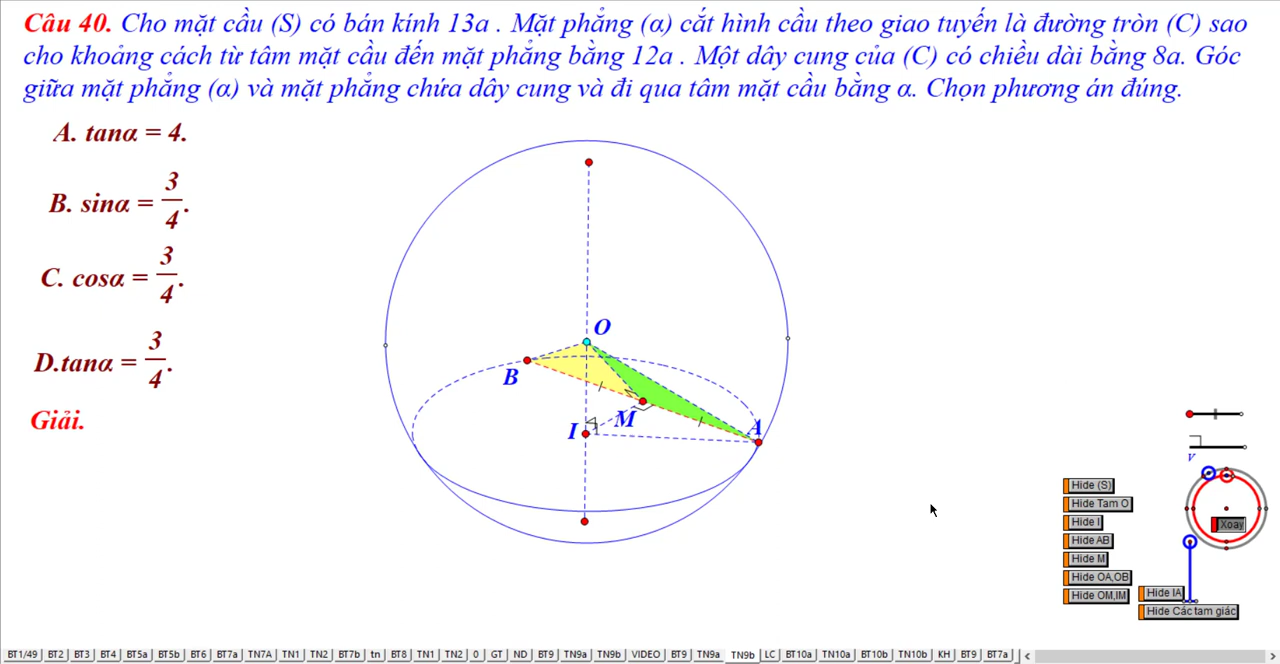 Câu 40. Cho mặt cầu (S) có bán kính 13a . Mặt phẳng (α) cắt hình cầu theo giao tuyến là đường tròn (C) sao
cho khoảng cách từ tâm mặt cầu đến mặt phẳng bằng 12a . Một dây cung của (C) có chiều dài bằng 8a. Góc
giữa mặt phẳng (α) và mặt phẳng chứa dây cung và đi qua tâm mặt cầu bằng α. Chọn phương án đúng.
A. tanα = 4.
B. sinα = 3/4.
C. cosα = 3/4.
D.tanα = 3/4.
Giải.
O
B
M
I
A
V
Xoay
Hide (S)
Hide Tam O
Hide I
Hide AB
Hide M
Hide OA,OB
Hide OM,IM
Hide IA
Hide Các tam giác
BT1/49 BT2 BT3 BT4 BT5a BT5b BT6 BT7a TN7A TN1 TN2 BT7b tn BT8 TN1 TN2 0 GT ND BT9 TN9a TN9b VIDEO BT9 TN9a TN9b LC BT10a TN10a BT10b TN10b KH BT9 BT7a